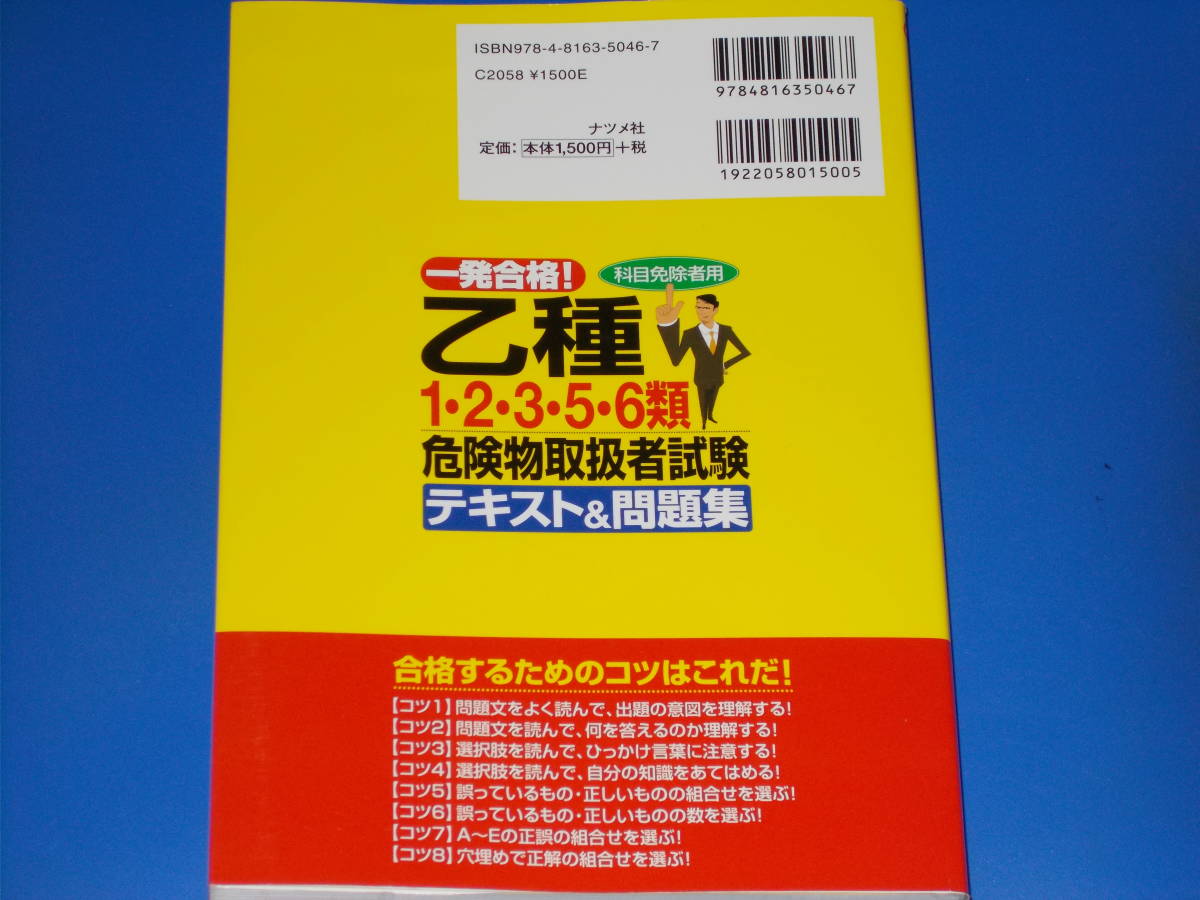 ISBN978-4-8163-5046-7
C2058 ¥1500E
9784816350467
ナツメ社
定価：本体1,500円+税
1922058015005
一発合格！
科目免除者用
乙種
1・2・3・5・6類
危険物取扱者試験
テキスト&問題集
合格するためのコツはこれだ！
【コツ1】問題文をよく読んで、出題の意図を理解する！
【コツ2】問題文を読んで、何を答えるのか理解する！
【コツ3】選択肢を読んで、ひっかけ言葉に注意する！
【コツ4】選択肢を読んで、自分の知識をあてはめる！
【コツ5】誤っているもの・正しいものの組合せを選ぶ！
【コツ6】誤っているもの・正しいものの数を選ぶ！
【コツ7】A〜Eの正誤の組合せを選ぶ！
【コツ8】穴埋めで正解の組合せを選ぶ！